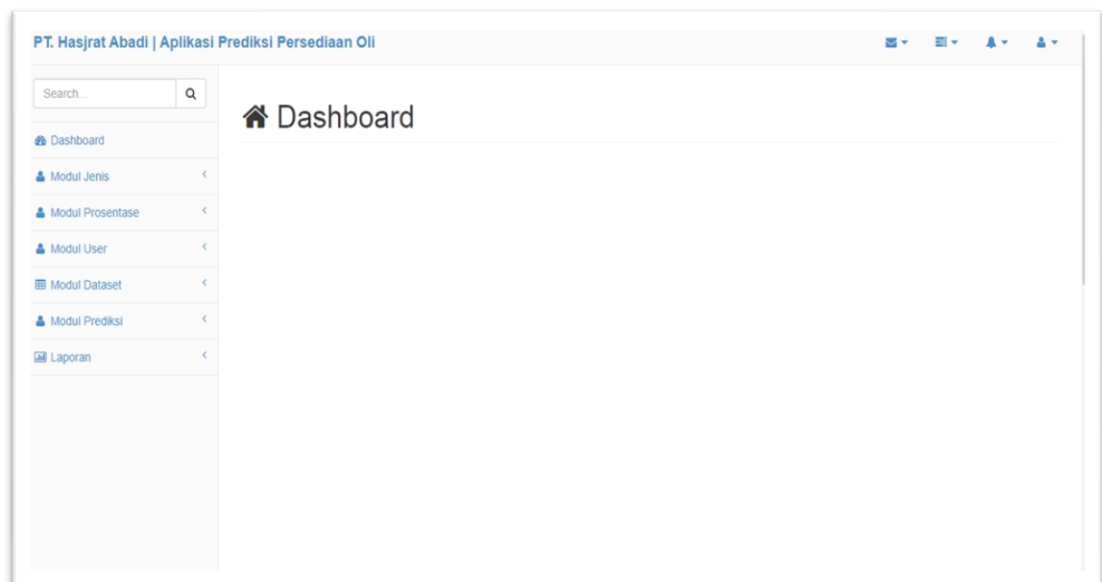 PT. Hasjrat Abadi | Aplikasi Prediksi Persediaan Oli
Search...
Dashboard
Dashboard
Modul Jenis
Modul Prosentase
Modul User
Modul Dataset
Modul Prediksi
Laporan